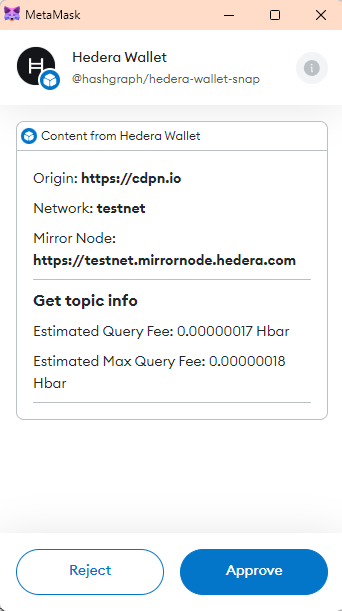 MetaMask
Hedera Wallet
@hashgraph/hedera-wallet-snap
Content from Hedera Wallet
Origin: https://cdpn.io
Network: testnet
Mirror Node:
https://testnet.mirrornode.hedera.com
Get topic info
Estimated Query Fee: 0.00000017 Hbar
Estimated Max Query Fee: 0.00000018
Hbar
Reject
Approve